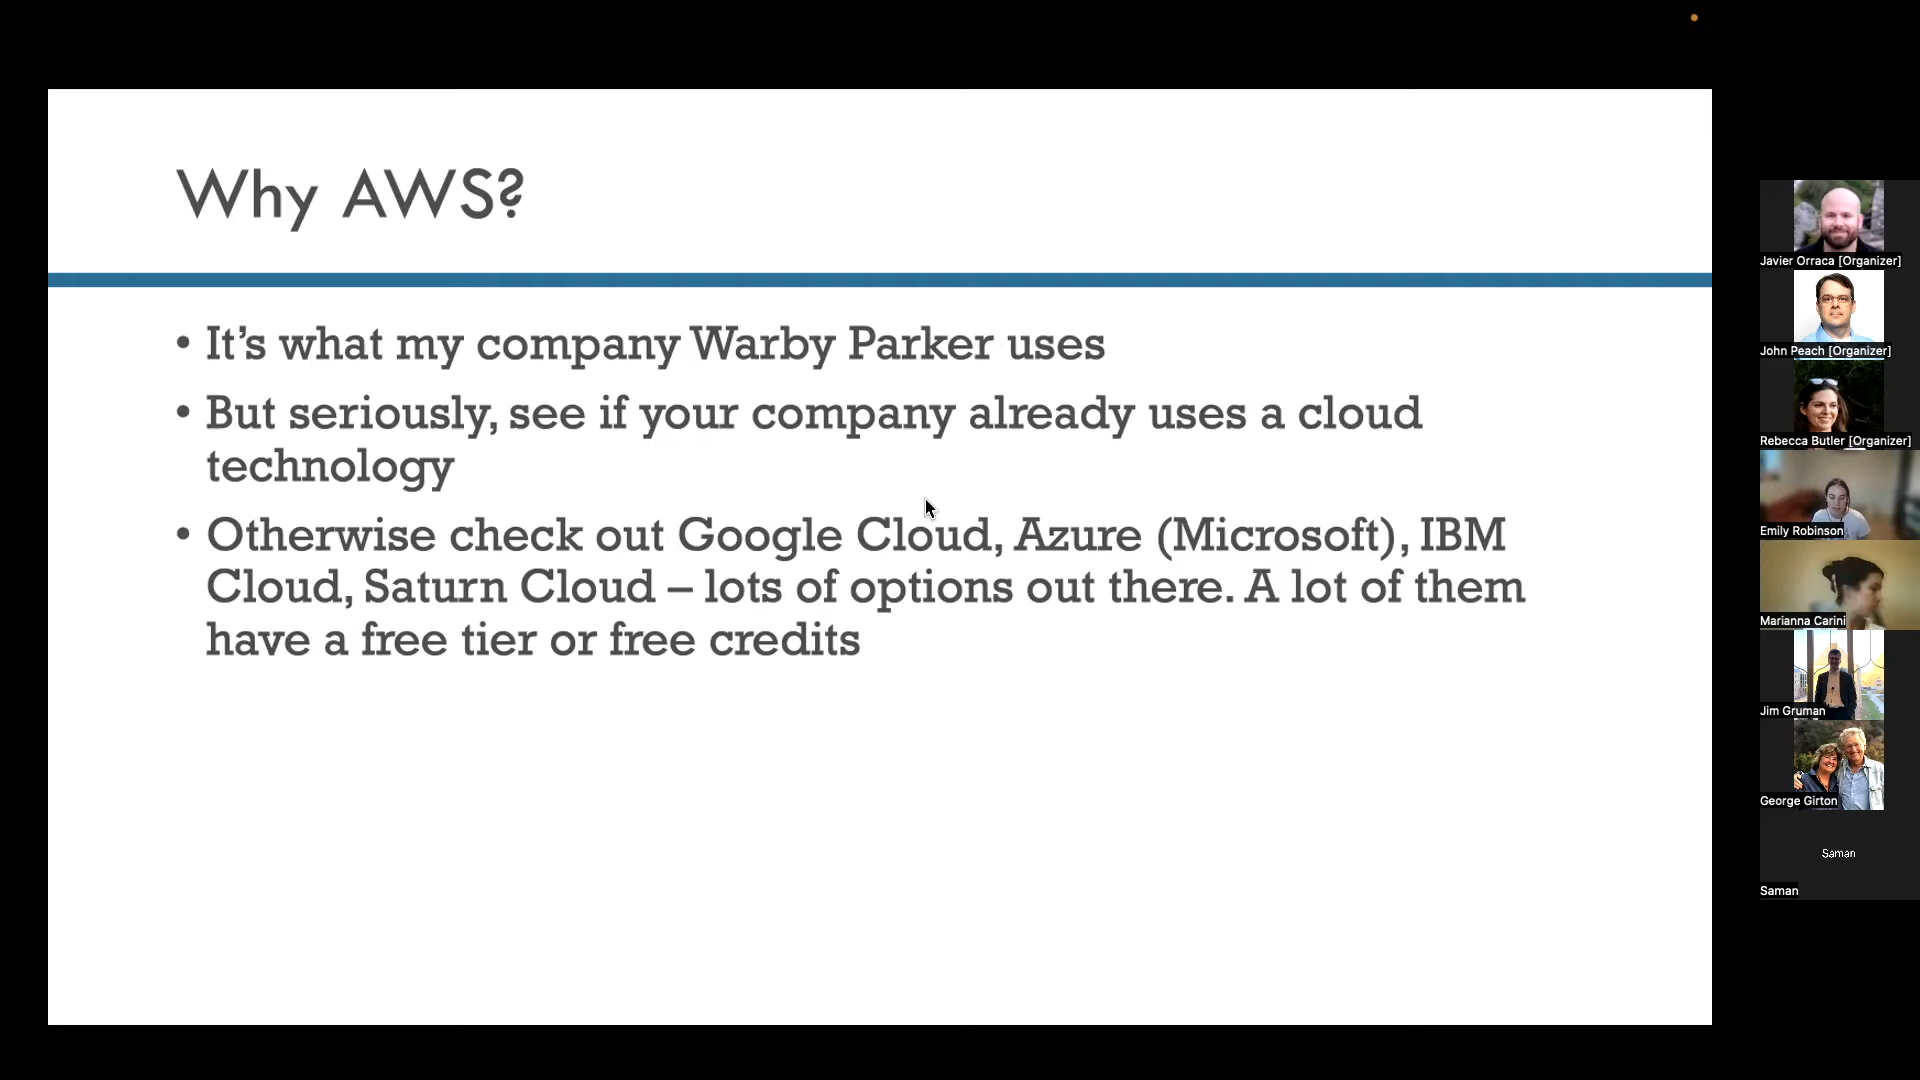 Why AWS?
• It’s what my company Warby Parker uses
• But seriously, see if your company already uses a cloud
technology
• Otherwise check out Google Cloud, Azure (Microsoft), IBM
Cloud, Saturn Cloud – lots of options out there. A lot of them
have a free tier or free credits
Javier Orraca [Organizer]
John Peach [Organizer]
Rebecca Butler [Organizer]
Emily Robinson
Marianna Carini
Jim Gruman
George Girton
Saman
Saman